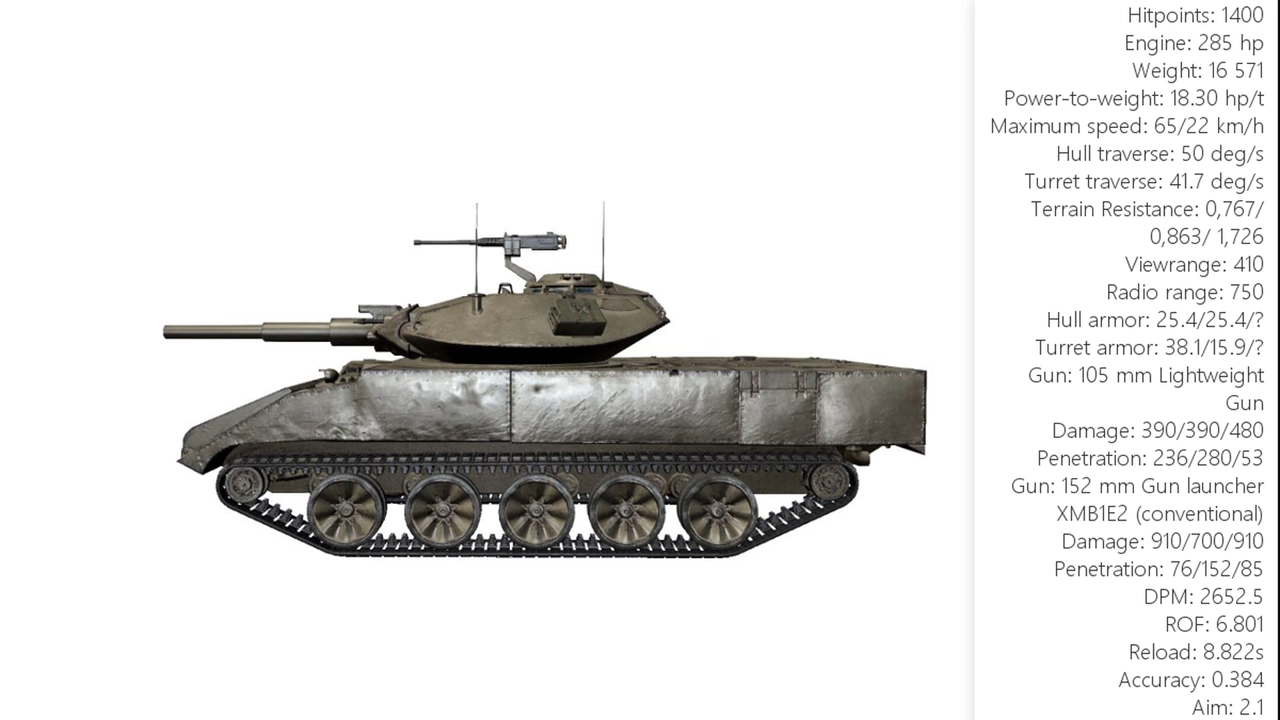 Hitpoints: 1400
Engine: 285 hp
Weight: 16 571
Power-to-weight: 18.30 hp/t
Maximum speed: 65/22 km/h
Hull traverse: 50 deg/s
Turret traverse: 41.7 deg/s
Terrain Resistance: 0,767/
0,863/ 1,726
Viewrange: 410
Radio range: 750
Hull armor: 25.4/25.4/?
Turret armor: 38.1/15.9/?
Gun: 105 mm Lightweight
Gun
Damage: 390/390/480
Penetration: 236/280/53
Gun: 152 mm Gun launcher
XMB1E2 (conventional)
Damage: 910/700/910
Penetration: 76/152/85
DPM: 2652.5
ROF: 6.801
Reload: 8.822s
Accuracy: 0.384
Aim: 2.1